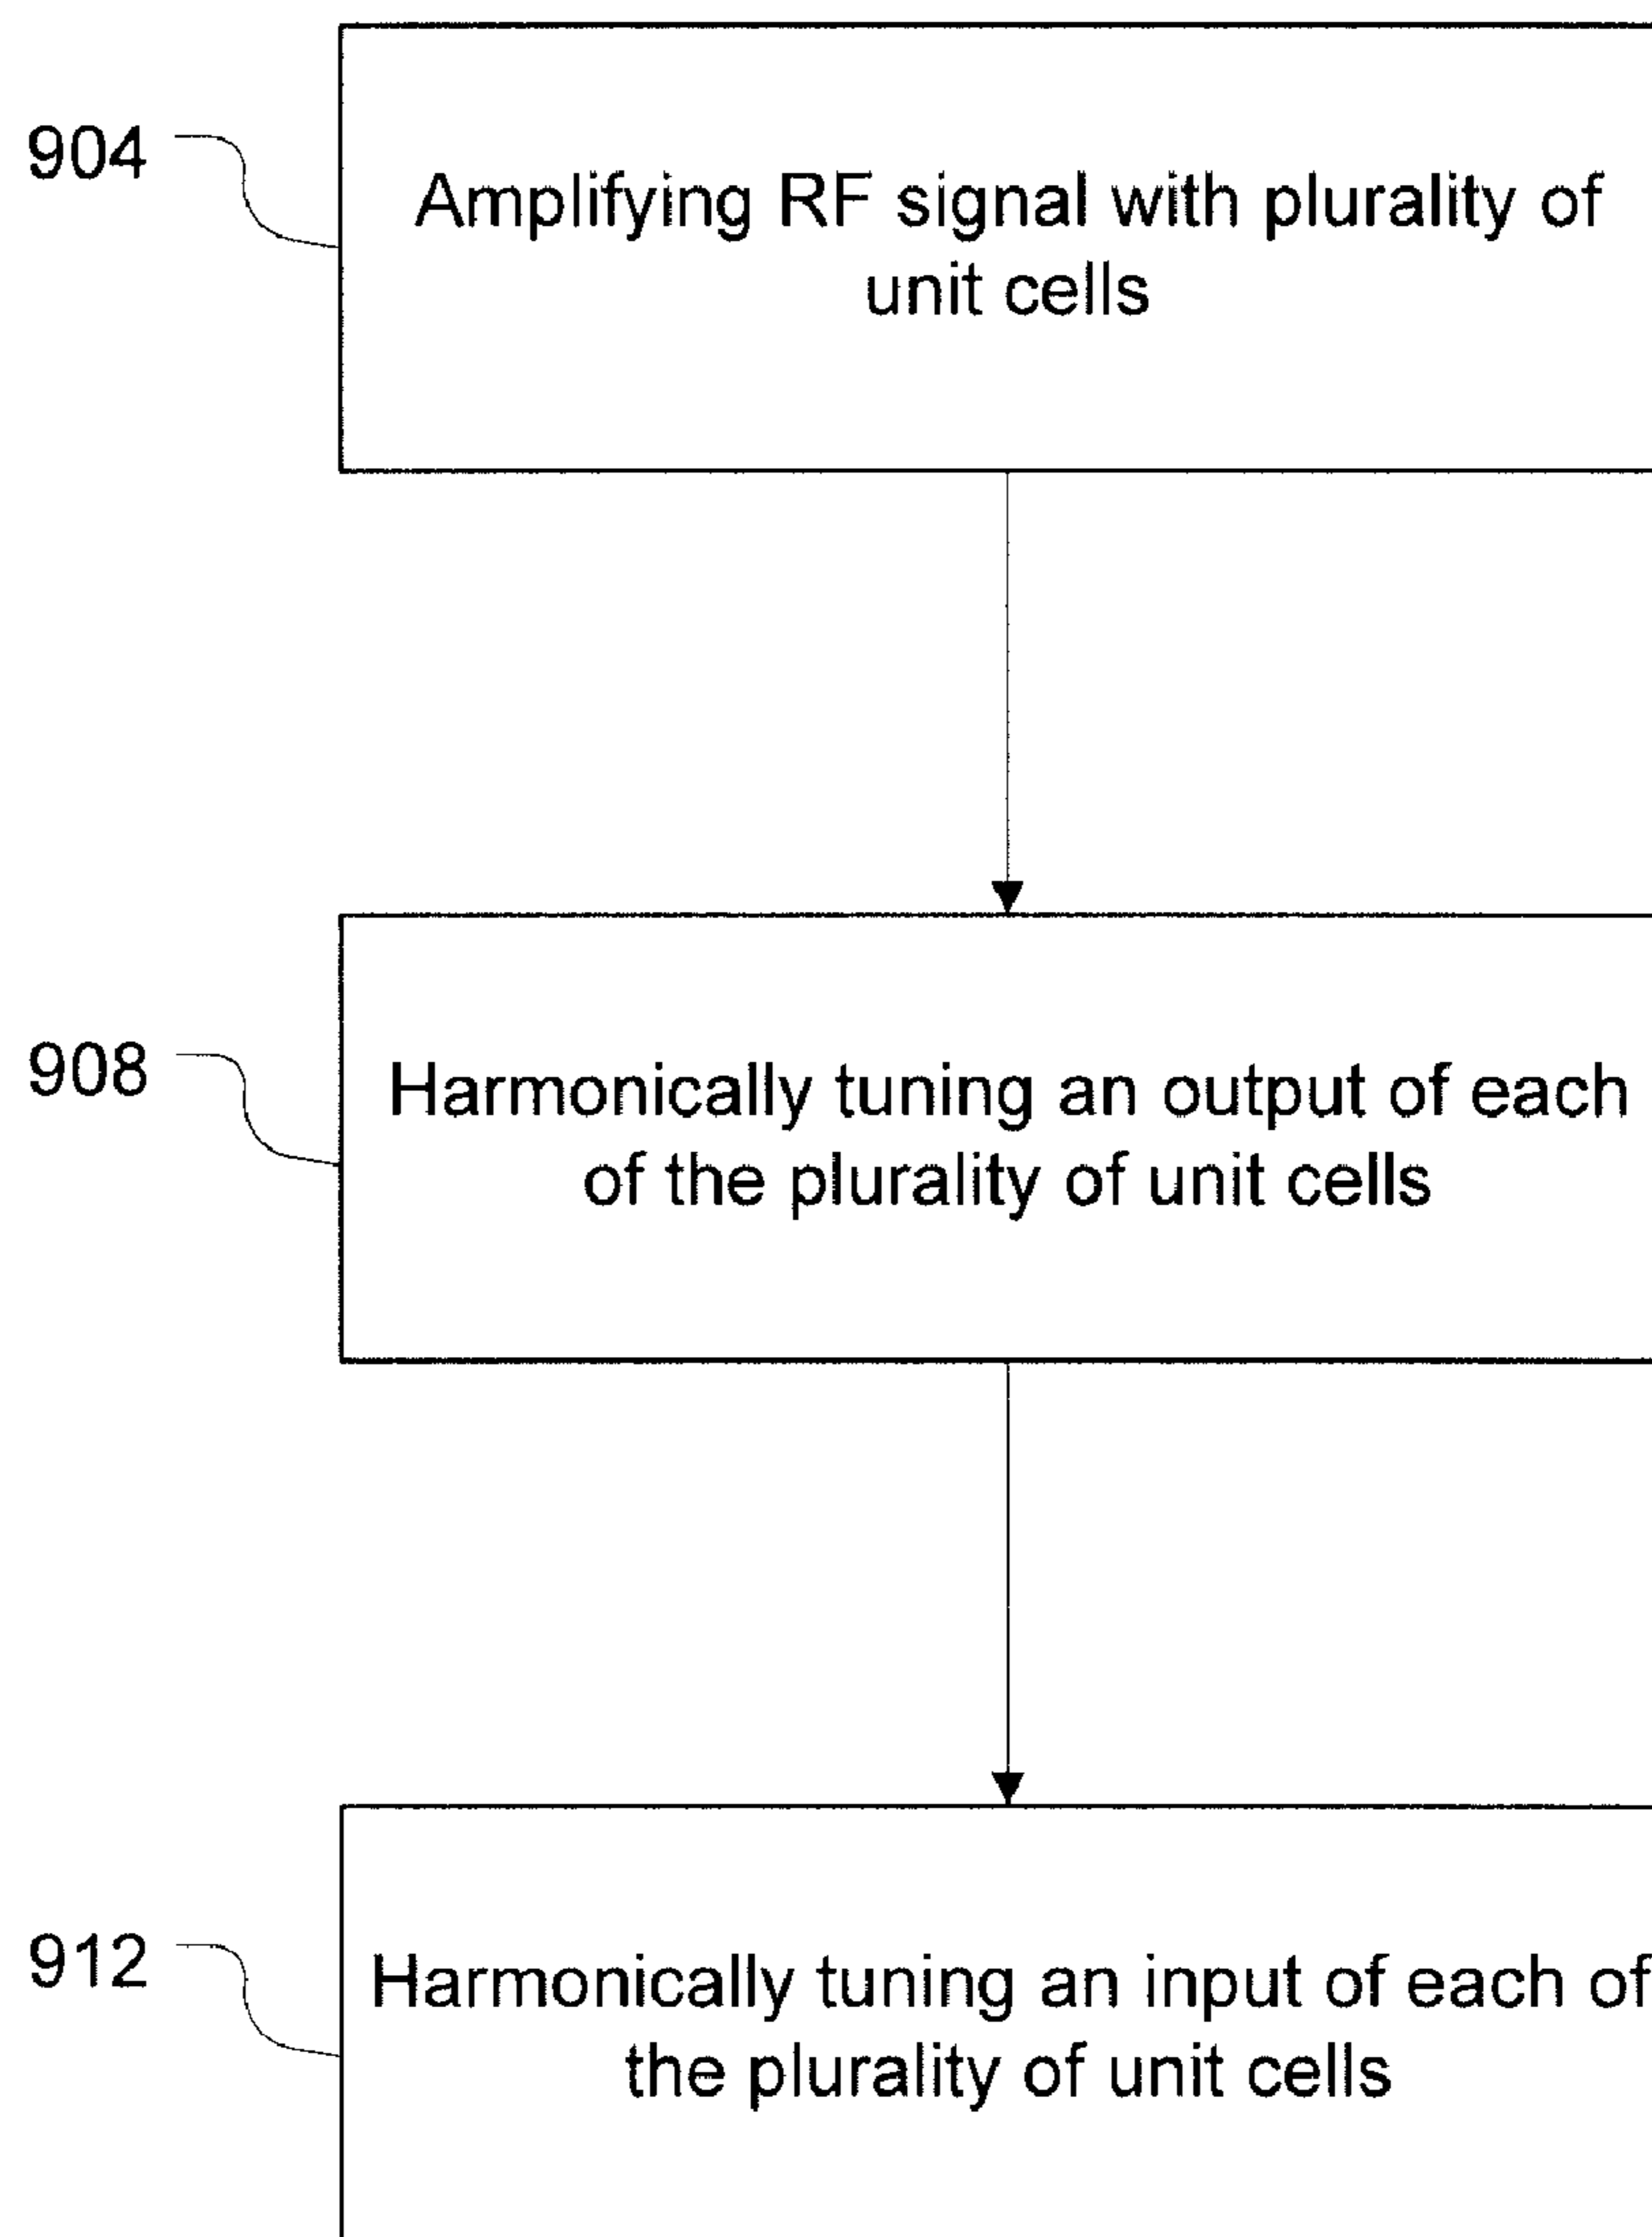 904
Amplifying RF signal with plurality of
unit cells
908
Harmonically tuning an output of each
of the plurality of unit cells
912
Harmonically tuning an input of each of
the plurality of unit cells